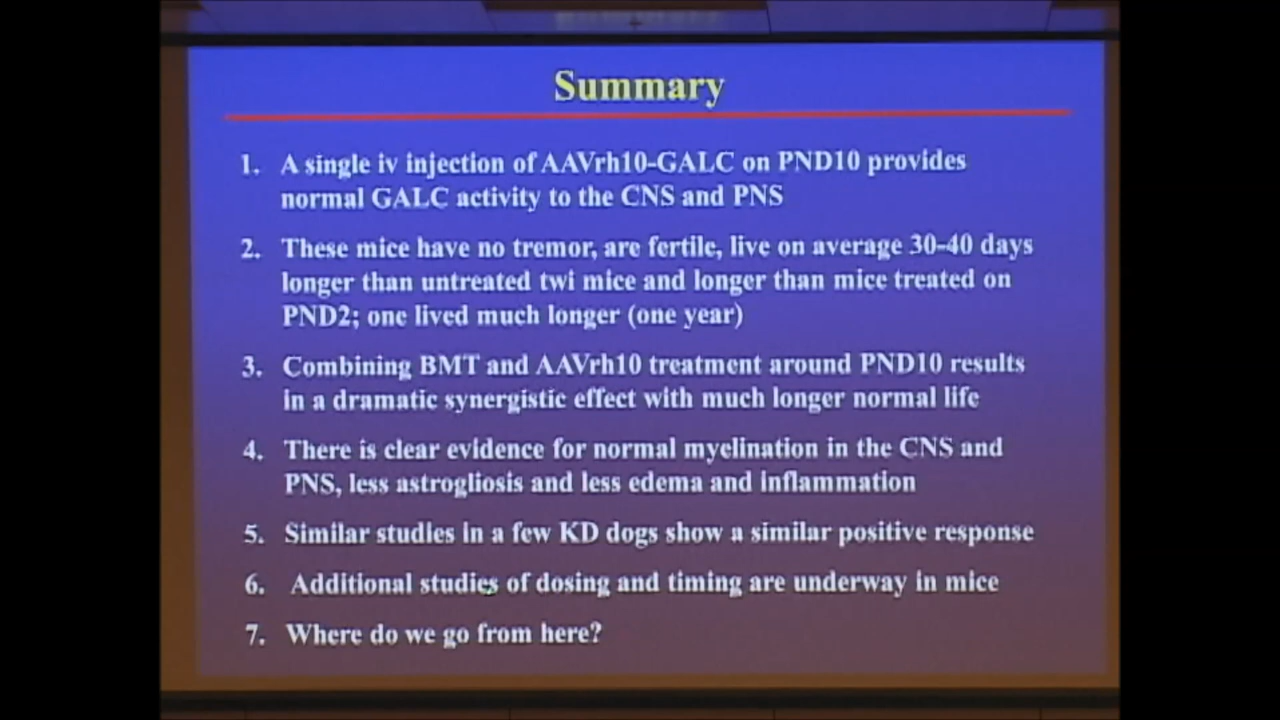 Summary
1. A single iv injection of AAVrh10-GALC on PND10 provides
normal GALC activity to the CNS and PNS
2. These mice have no tremor, are fertile, live on average 30-40 days
longer than untreated twi mice and longer than mice treated on
PND2; one lived much longer (one year)
3. Combining BMT and AAVrh10 treatment around PND10 results
in a dramatic synergistic effect with much longer normal life
4. There is clear evidence for normal myelination in the CNS and
PNS, less astrogliosis and less edema and inflammation
5. Similar studies in a few KD dogs show a similar positive response
6. Additional studies of dosing and timing are underway in mice
7. Where do we go from here?